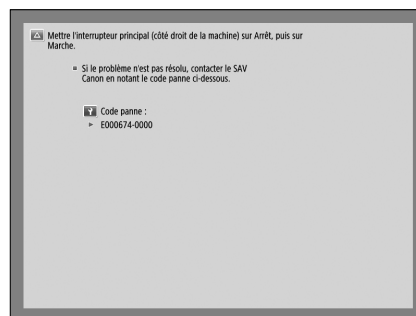 Mettre l'interrupteur principal (côté droit de la machine) sur Arrêt, puis sur
Marche.
Si le problème n'est pas résolu, contacter le SAV
Canon en notant le code panne ci-dessous.
Code panne :
E000674-0000